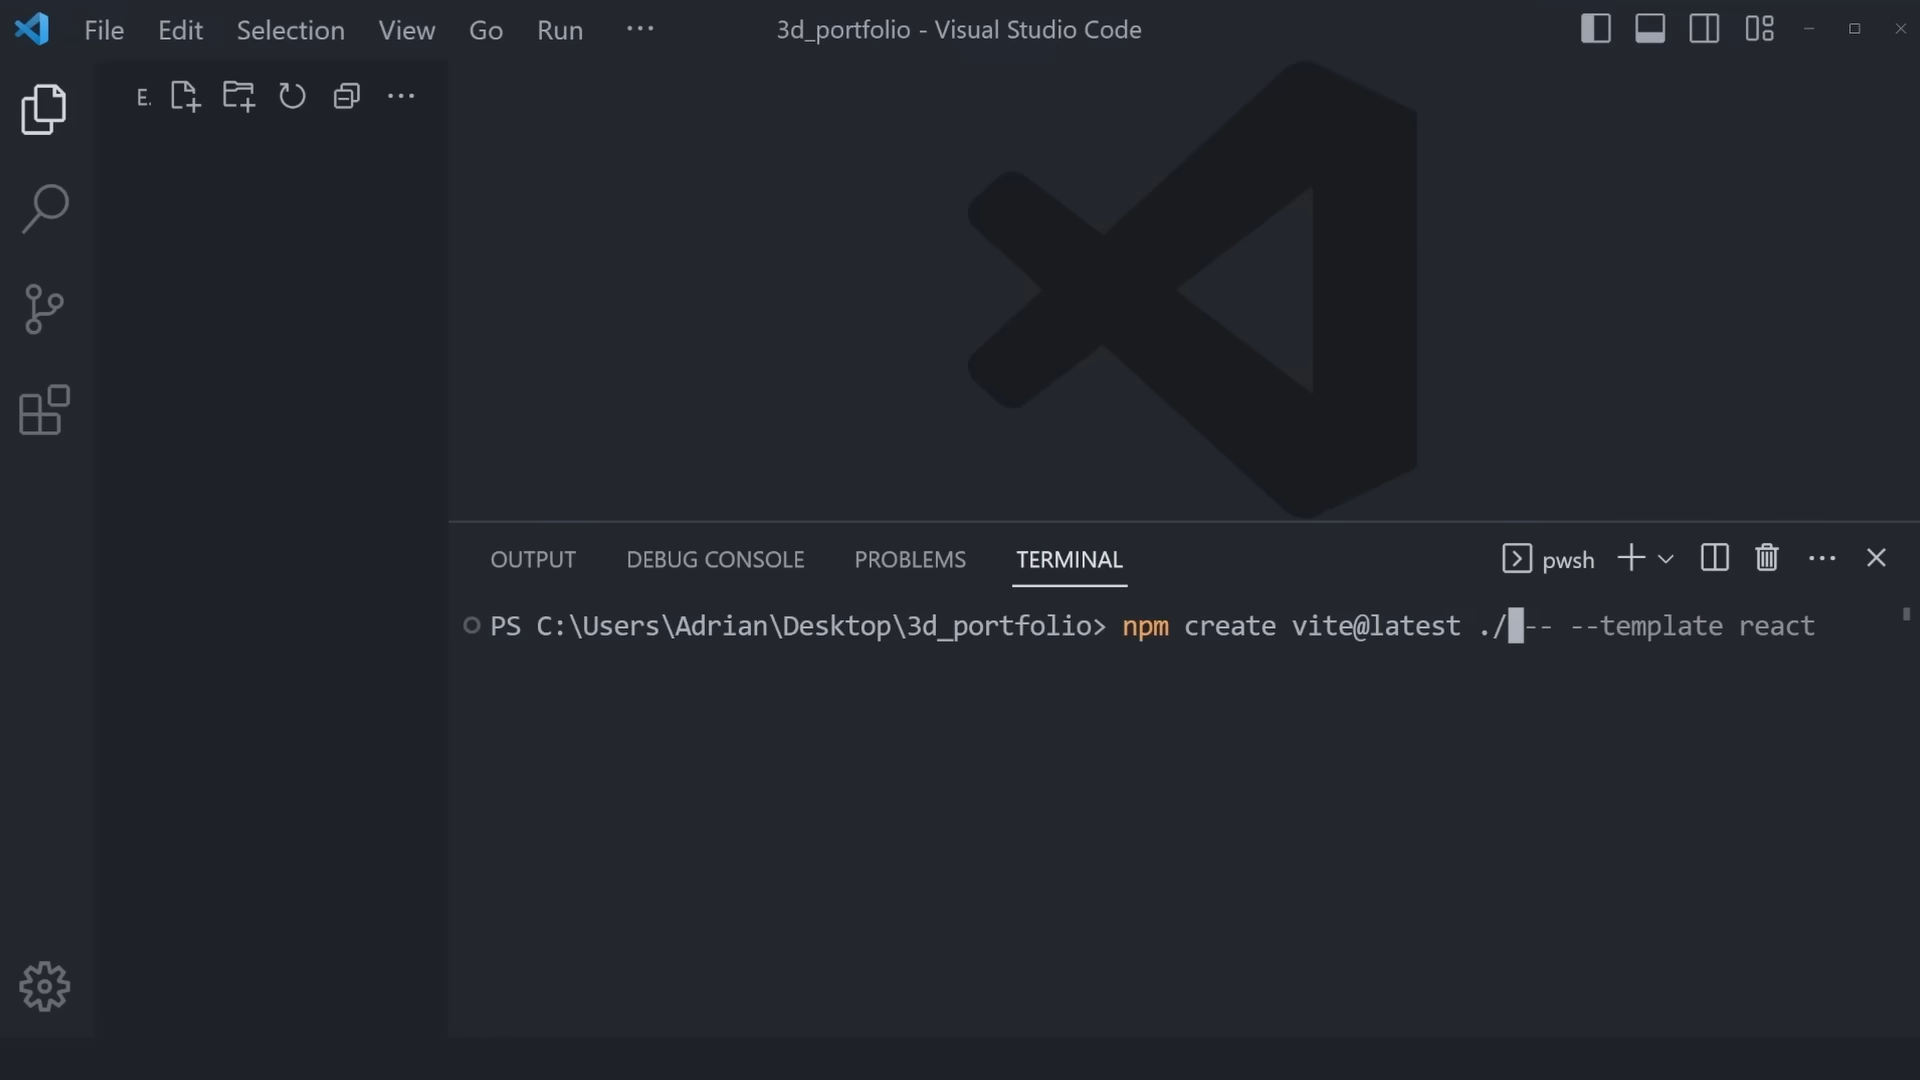 File Edit Selection View Go Run ··· 3d_portfolio - Visual Studio Code
E. ···
OUTPUT DEBUG CONSOLE PROBLEMS TERMINAL pwsh ···
PS C:\Users\Adrian\Desktop\3d_portfolio> npm create vite@latest ./ -- --template react